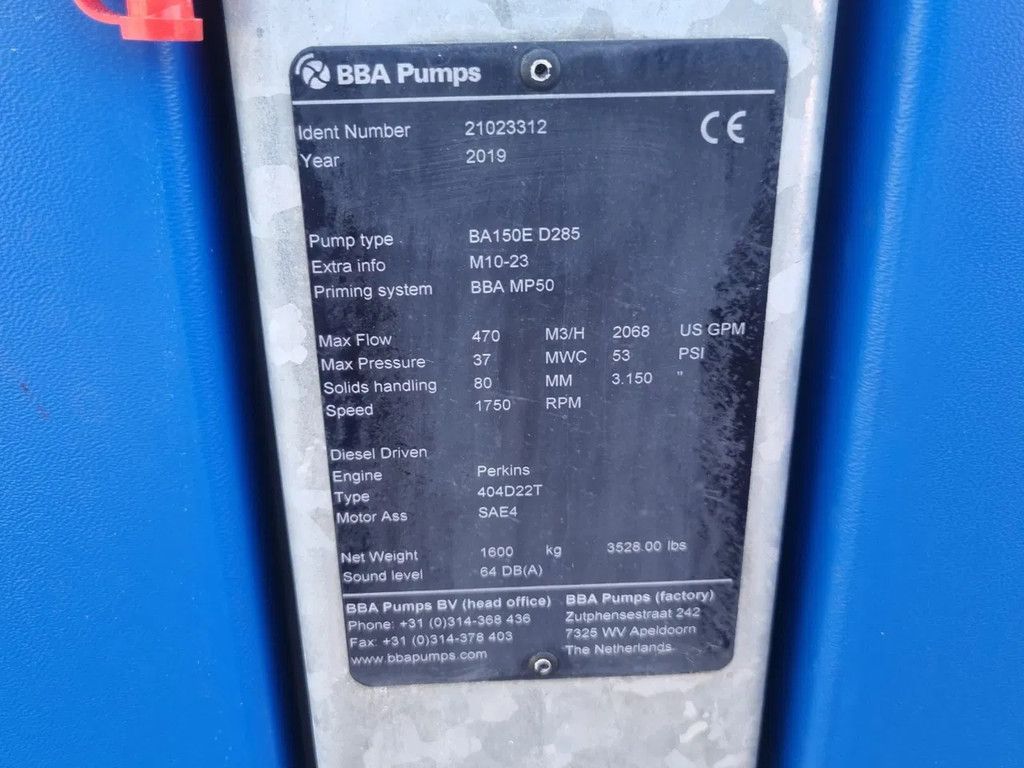 BBA Pumps
CE
Ident Number 21023312
Year 2019
Pump type BA150E D285
Extra info M10-23
Priming system BBA MP50
Max Flow 470 M3/H 2068 US GPM
Max Pressure 37 MWC 53 PSI
Solids handling 80 MM 3.150 "
Speed 1750 RPM
Diesel Driven
Engine Perkins
Type 404D22T
Motor Ass SAE4
Net Weight 1600 kg 3528.00 lbs
Sound level 64 DB(A)
BBA Pumps BV (head office)
Phone: +31 (0)314-368 436
Fax: +31 (0)314-378 403
www.bbapumps.com
BBA Pumps (factory)
Zutphensestraat 242
7325 WV Apeldoorn
The Netherlands